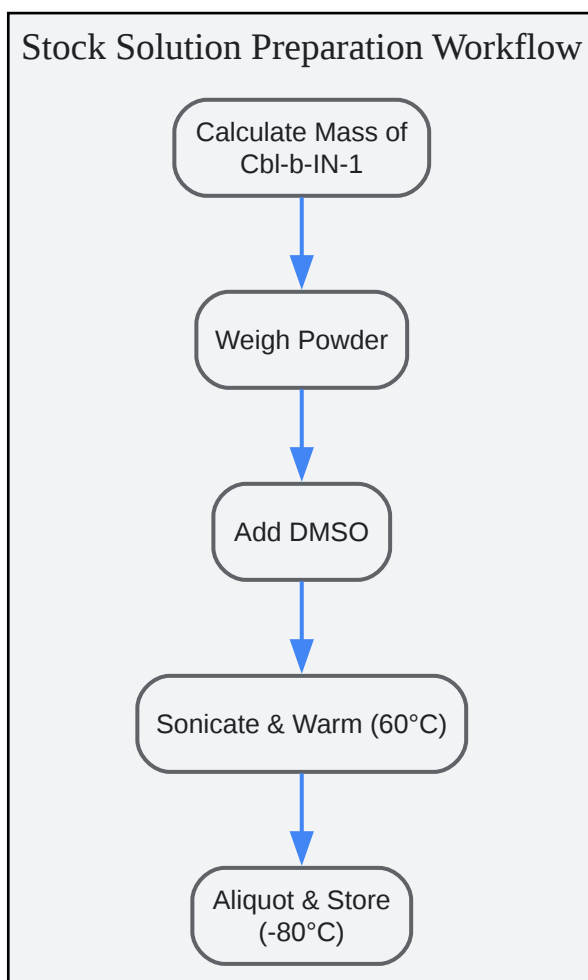 Stock Solution Preparation Workflow
Calculate Mass of
Cbl-b-IN-1
Weigh Powder
Add DMSO
Sonicate & Warm (60°C)
Aliquot & Store
(-80°C)